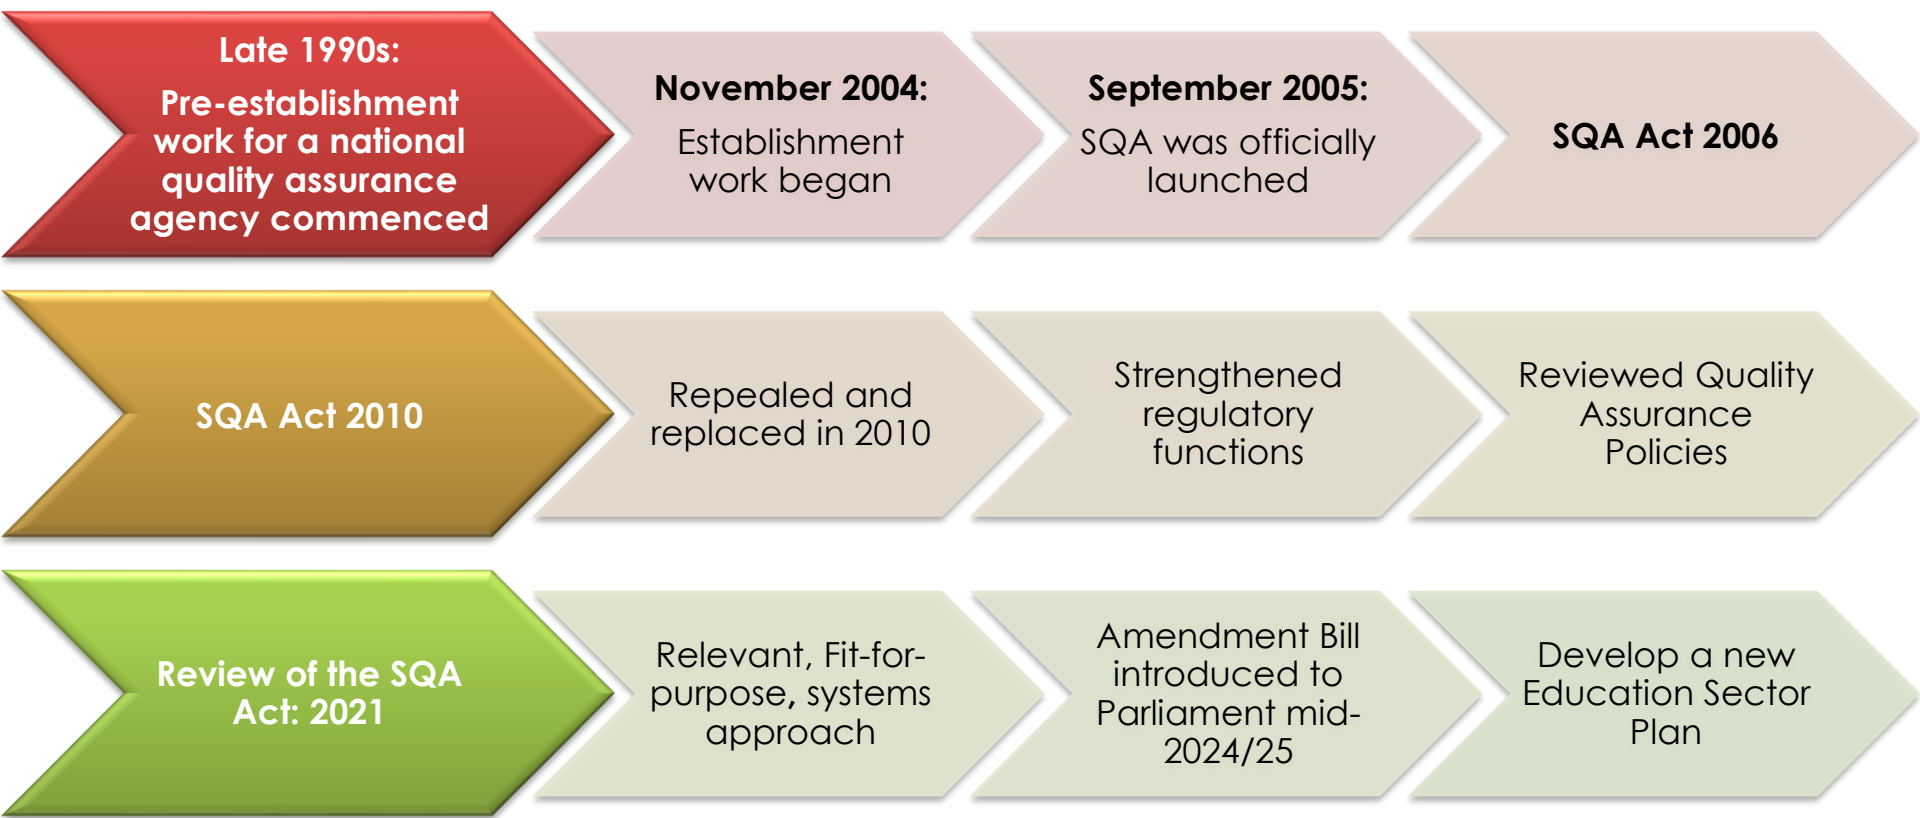 Late 1990s:
Pre-establishment
work for a national
quality assurance
agency commenced
November 2004:
Establishment
work began
September 2005:
SQA was officially
launched
SQA Act 2006
SQA Act 2010
Repealed and
replaced in 2010
Strengthened
regulatory
functions
Reviewed Quality
Assurance
Policies
Review of the SQA
Act: 2021
Relevant, Fit-for-
purpose, systems
approach
Amendment Bill
introduced to
Parliament mid-
2024/25
Develop a new
Education Sector
Plan